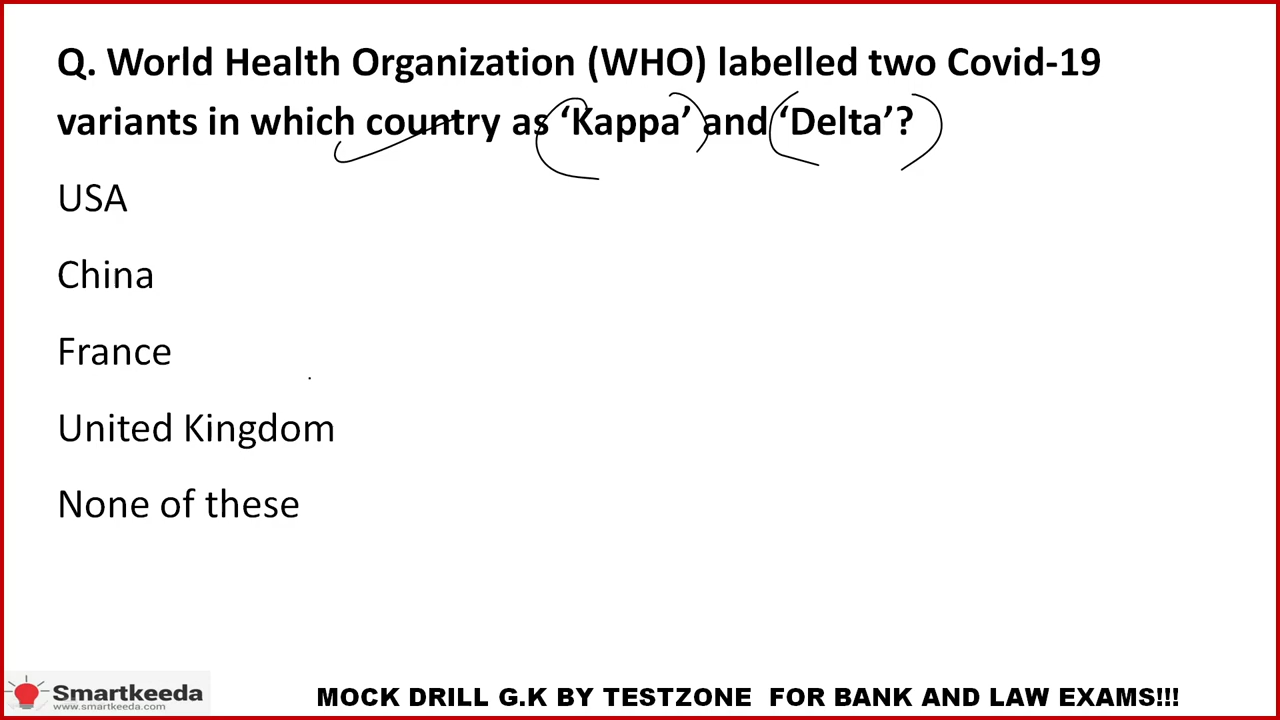 Q. World Health Organization (WHO) labelled two Covid-19
variants in which country as ‘Kappa’ and ‘Delta’?
USA
China
France
United Kingdom
None of these
Smartkeeda
www.smartkeeda.com
MOCK DRILL G.K BY TESTZONE FOR BANK AND LAW EXAMS!!!